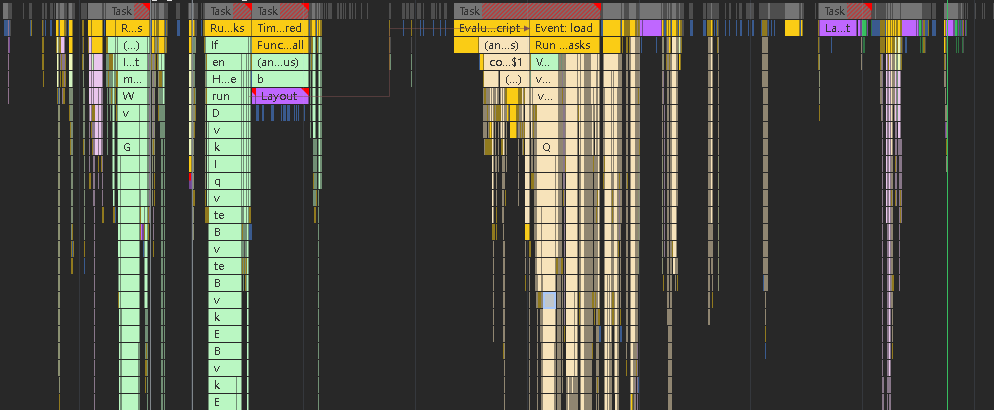 Task Task Task Task Task
R...s Ru...ks Tim...red Evalu...cript Event: load La...t
(...) If Func...all (an...s) Run ...asks
I...t en (an...us) co...$1 V...
m... H...e b (...) v...
W run Layout v...
v D
v
G k Q
l
q
v
te
B
v
te
B
v
k
E
B
v
k
E